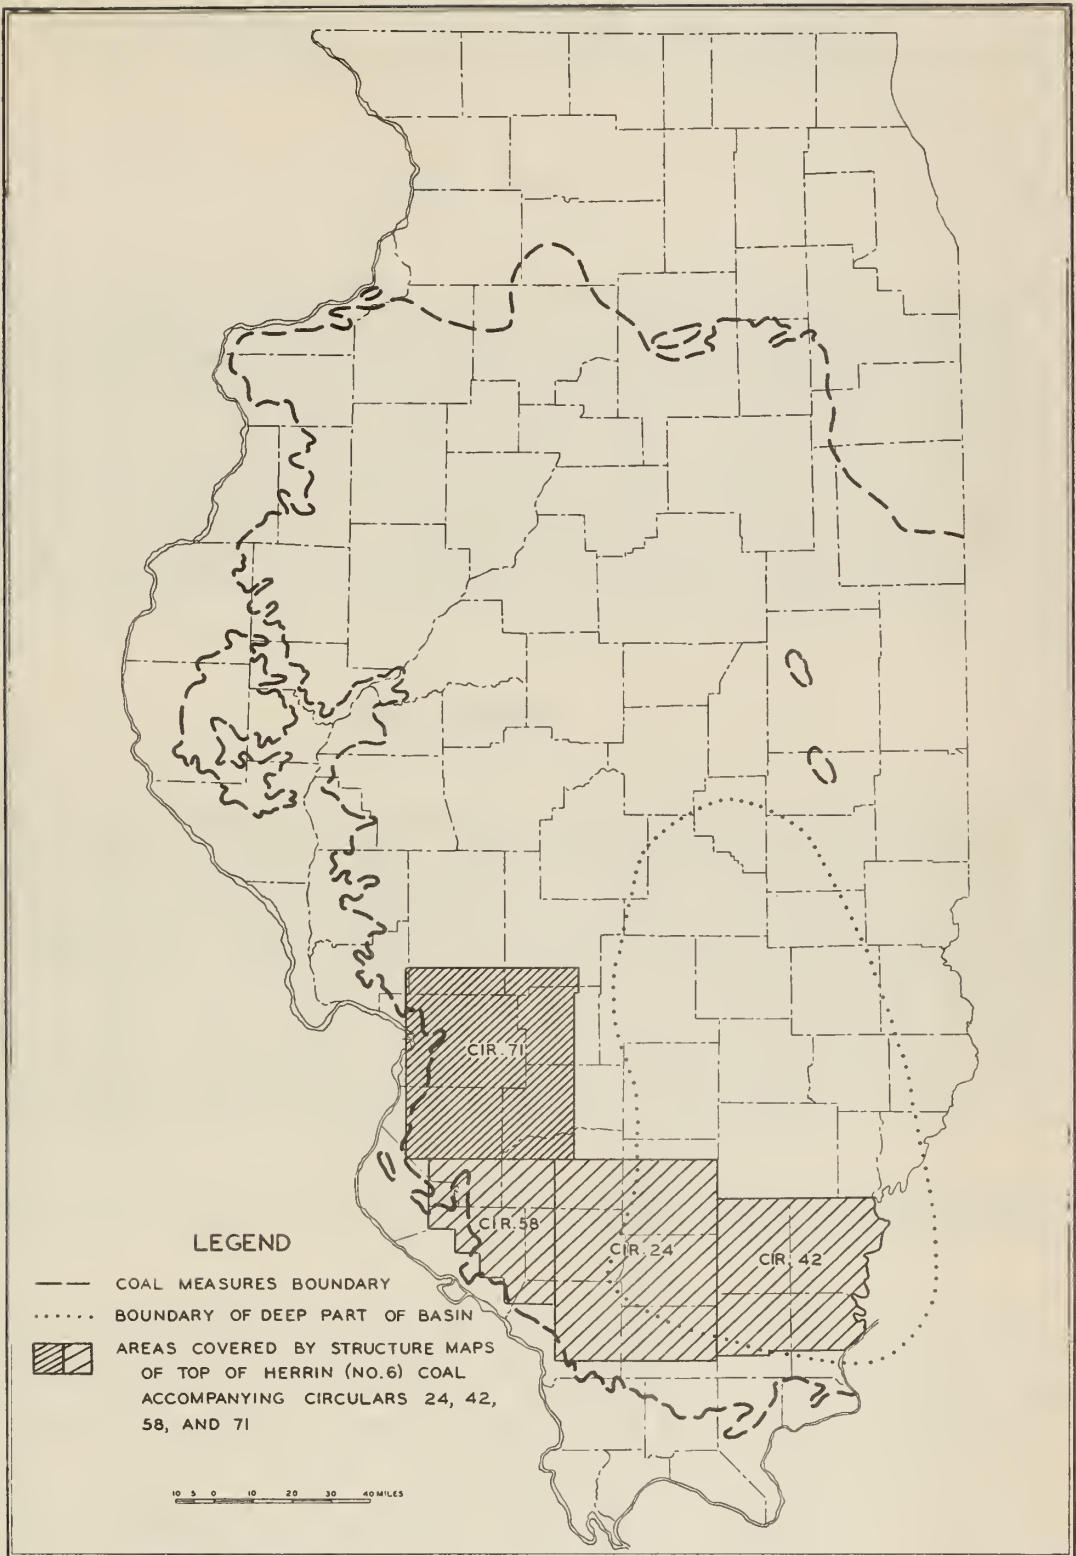 CIR. 71
CIR. 58
CIR. 24
CIR. 42
LEGEND
COAL MEASURES BOUNDARY
BOUNDARY OF DEEP PART OF BASIN
AREAS COVERED BY STRUCTURE MAPS
OF TOP OF HERRIN (NO.6) COAL
ACCOMPANYING CIRCULARS 24, 42,
58, AND 71
10 5 0 10 20 30 40 MILES